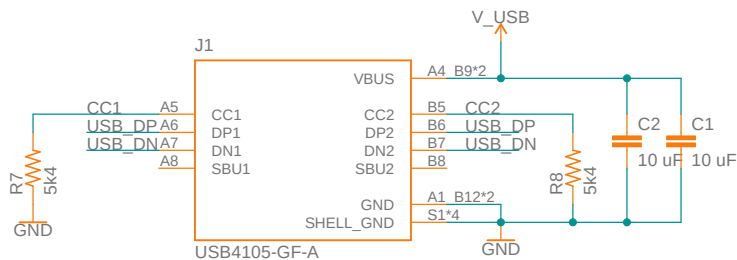 V_USB
J1
VBUS
A4
B9*2
CC1
A5
CC1
CC2
B5
CC2
USB_DP
A6
DP1
DP2
B6
USB_DP
USB_DN
A7
DN1
DN2
B7
USB_DN
A8
SBU1
SBU2
B8
C2
10 uF
C1
10 uF
R7
5k4
R8
5k4
GND
A1
B12*2
SHELL_GND
S1*4
GND
GND
USB4105-GF-A